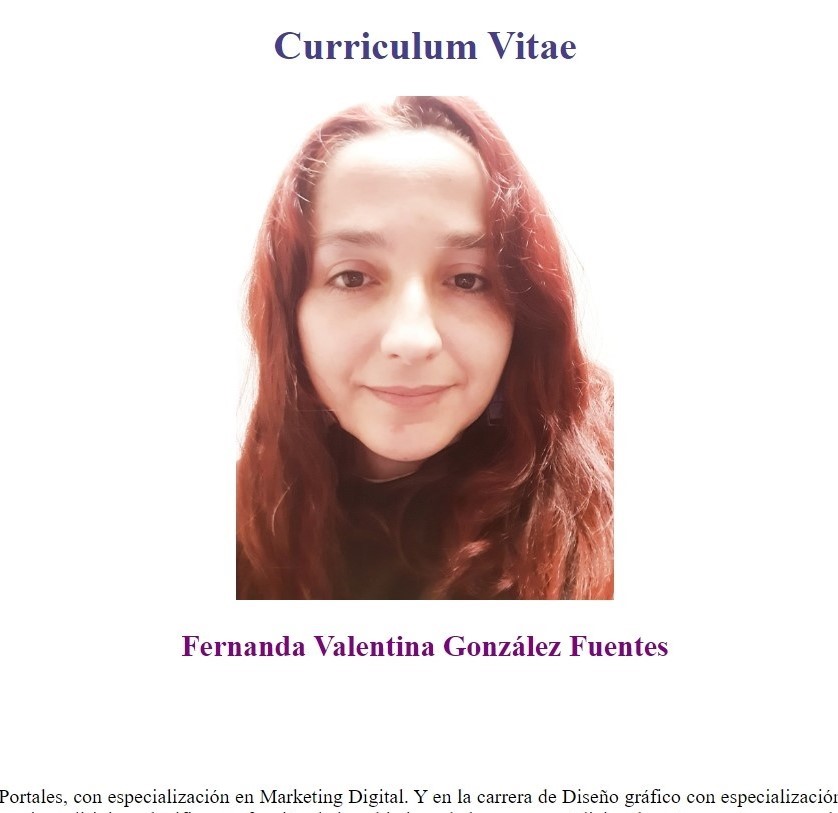 Curriculum Vitae
Fernanda Valentina González Fuentes
Portales, con especialización en Marketing Digital. Y en la carrera de Diseño gráfico con especialización